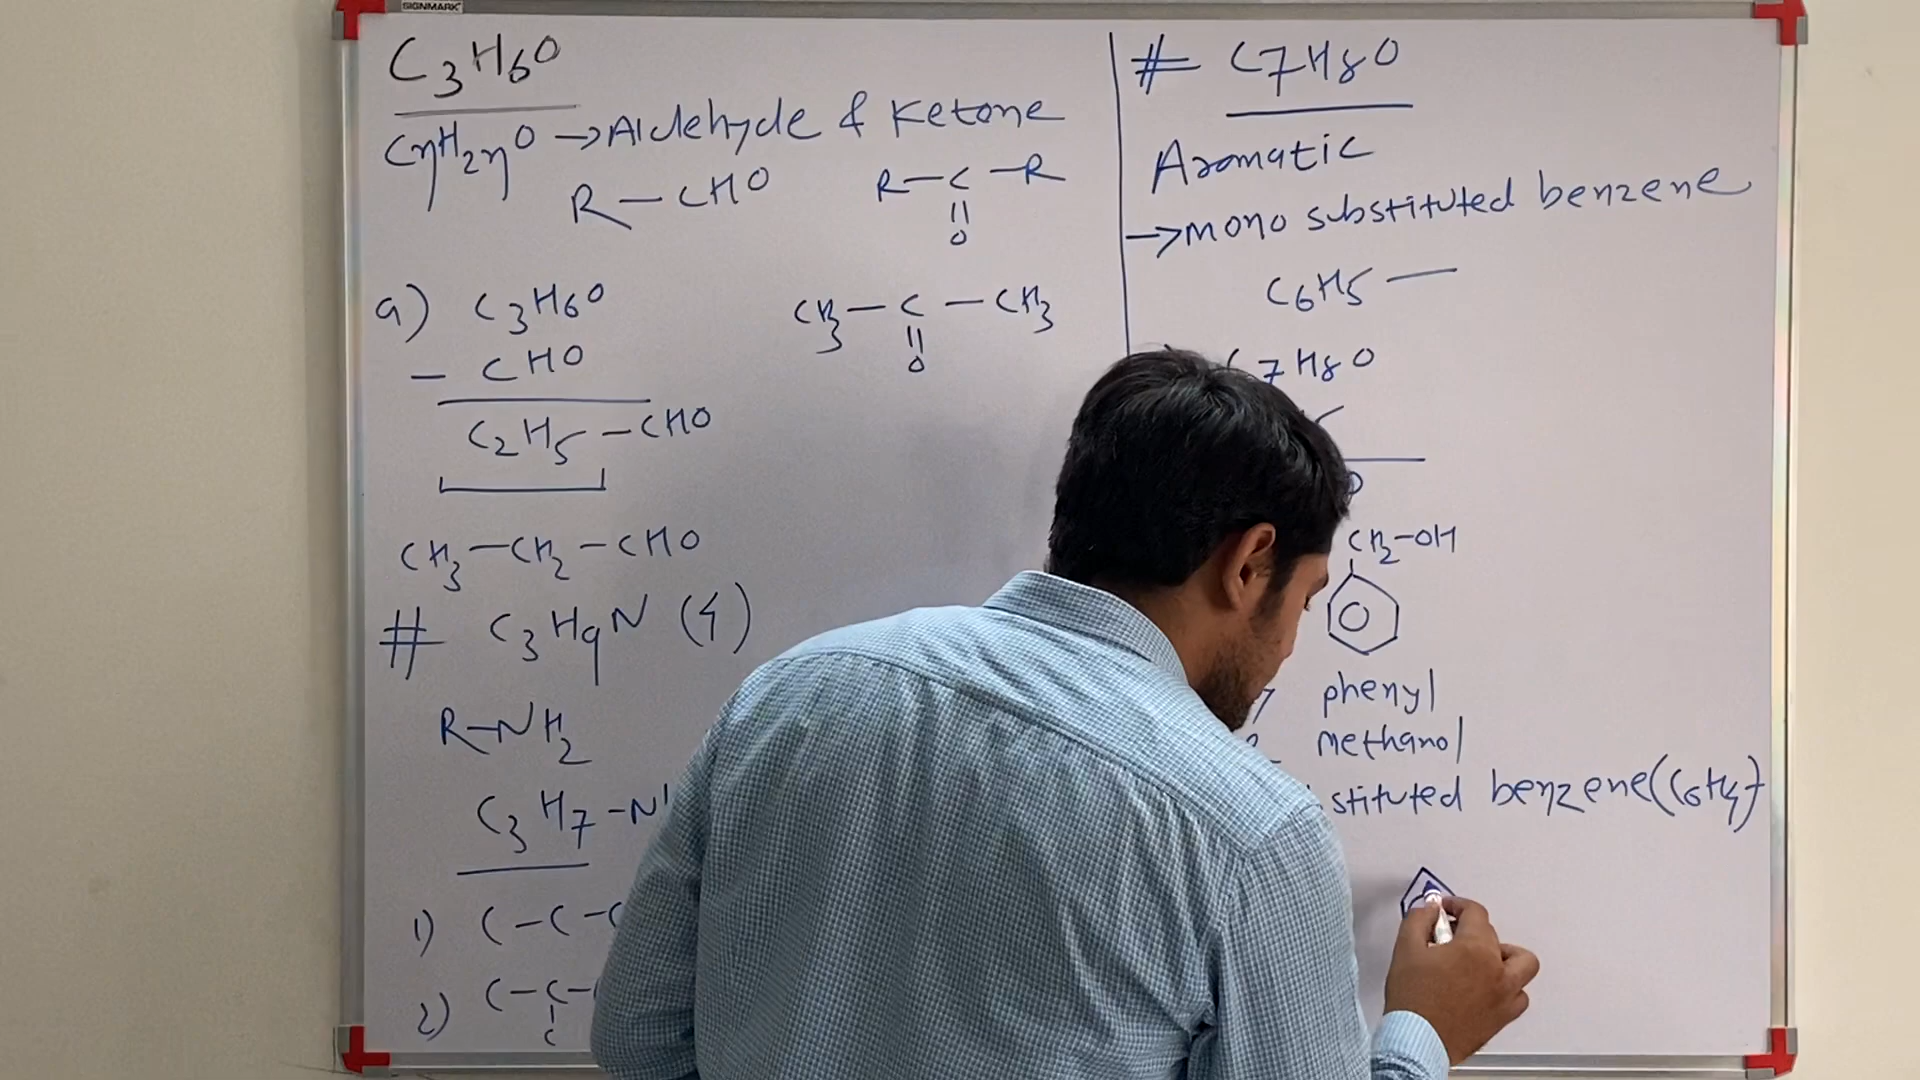 SIGNMARK
C3H6O
CnH2nO → Aldehyde & Ketone
R—CHO
R—C—R
||
O
a) C3H6O
— CHO
C2H5—CHO
CH3—C—CH3
||
O
CH3—CH2—CHO
# C3H9N (4)
R—NH2
C3H7—N
1) C—C—C
2) C—C—
C
# C7H8O
Aromatic
→ mono substituted benzene
C6H5—
7H8O
CH2—OH
phenyl
methanol
stituted benzene (C6H4)